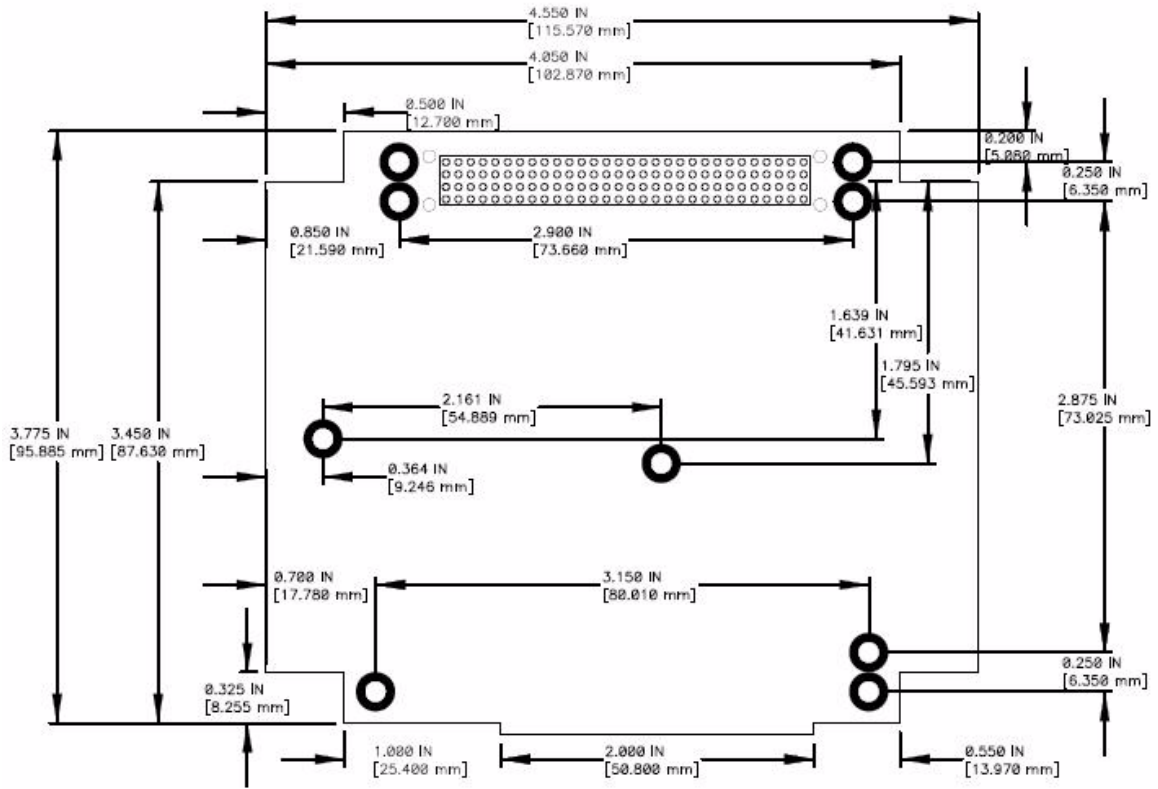 4.550 IN
[115.570 mm]
4.050 IN
[102.870 mm]
0.500 IN
[12.700 mm]
0.200 IN
[5.080 mm]
0.250 IN
[6.350 mm]
0.850 IN
[21.590 mm]
2.900 IN
[73.660 mm]
1.639 IN
[41.631 mm]
1.795 IN
[45.593 mm]
2.161 IN
[54.889 mm]
2.875 IN
[73.025 mm]
3.775 IN
[95.885 mm]
3.450 IN
[87.630 mm]
0.364 IN
[9.246 mm]
0.700 IN
[17.780 mm]
3.150 IN
[80.010 mm]
0.250 IN
[6.350 mm]
0.325 IN
[8.255 mm]
1.000 IN
[25.400 mm]
2.000 IN
[50.800 mm]
0.550 IN
[13.970 mm]